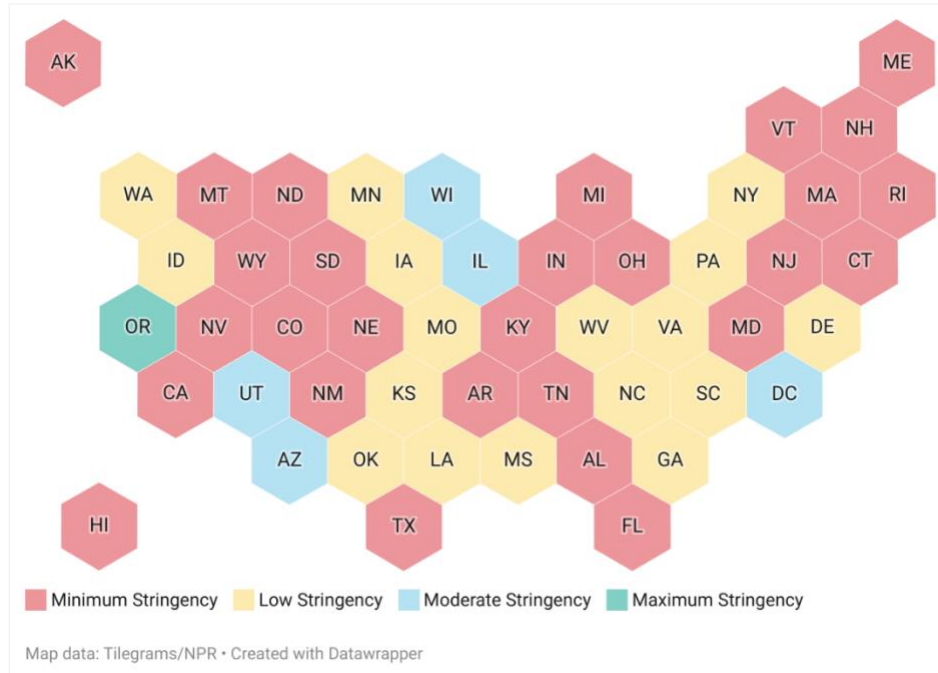 AK ME
VT NH
WA MT ND MN WI MI NY MA RI
ID WY SD IA IL IN OH PA NJ CT
OR NV CO NE MO KY WV VA MD DE
CA UT NM KS AR TN NC SC DC
AZ OK LA MS AL GA
HI TX FL
Minimum Stringency Low Stringency Moderate Stringency Maximum Stringency
Map data: Tilegrams/NPR • Created with Datawrapper